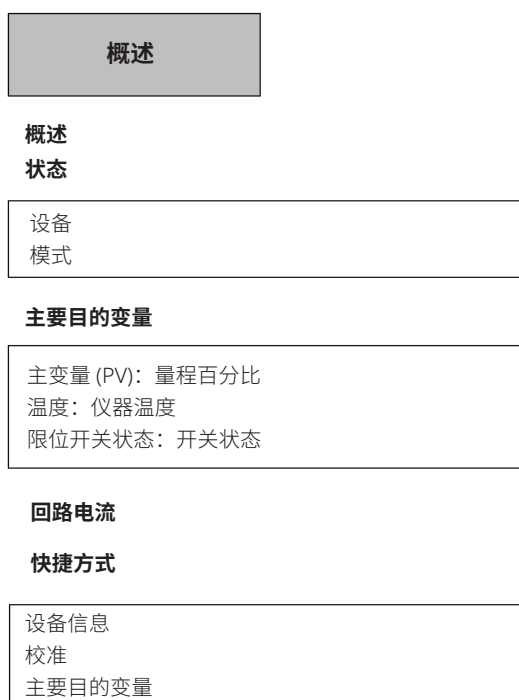 概述
概述
状态
设备
模式
主要目的变量
主变量 (PV)：量程百分比
温度：仪器温度
限位开关状态：开关状态
回路电流
快捷方式
设备信息
校准
主要目的变量